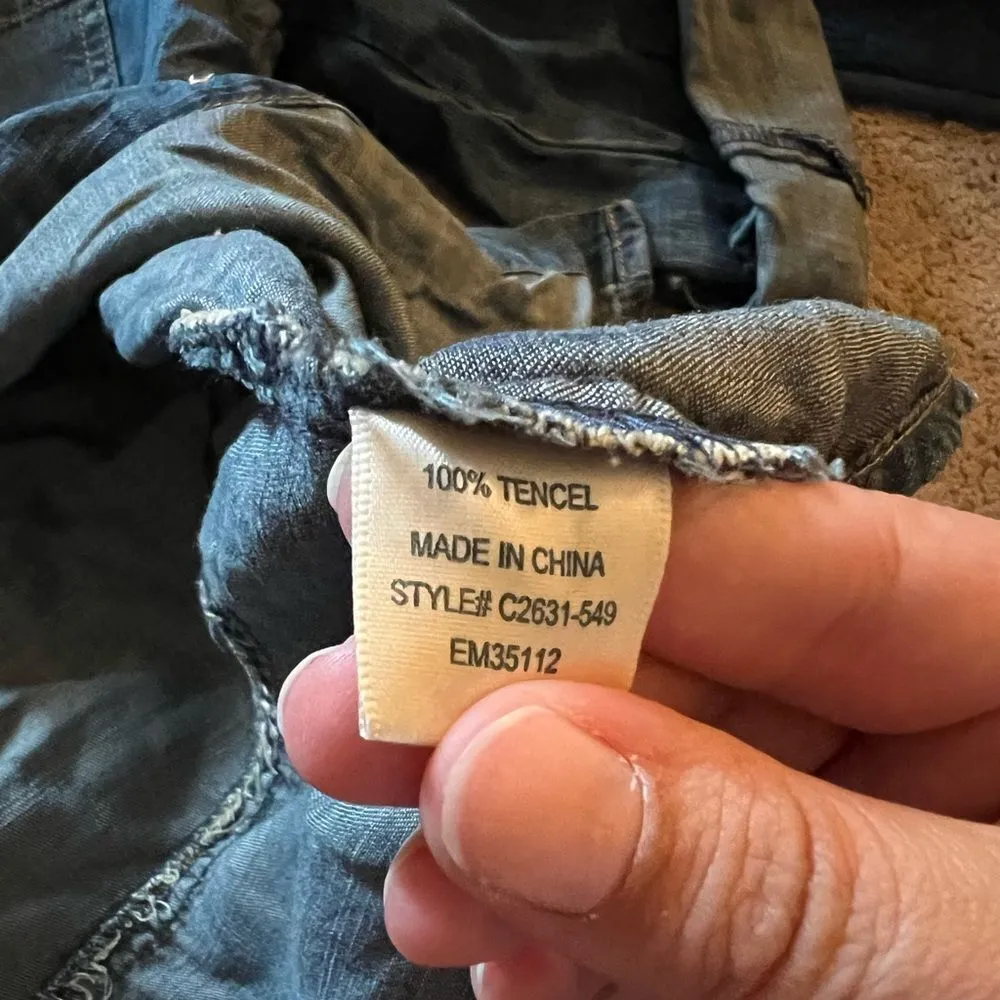 100% TENCEL
MADE IN CHINA
STYLE# C2631-549
EM35112